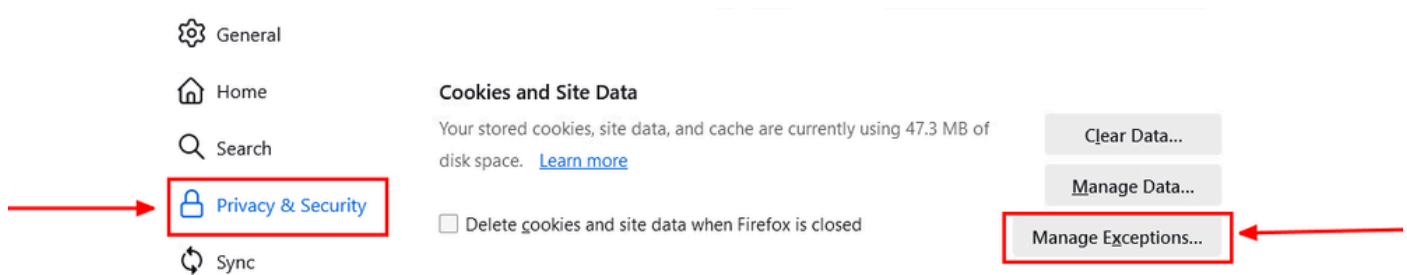 General
Home
Search
Privacy & Security
Sync
Cookies and Site Data
Your stored cookies, site data, and cache are currently using 47.3 MB of
disk space. Learn more
Delete cookies and site data when Firefox is closed
Clear Data...
Manage Data...
Manage Exceptions...